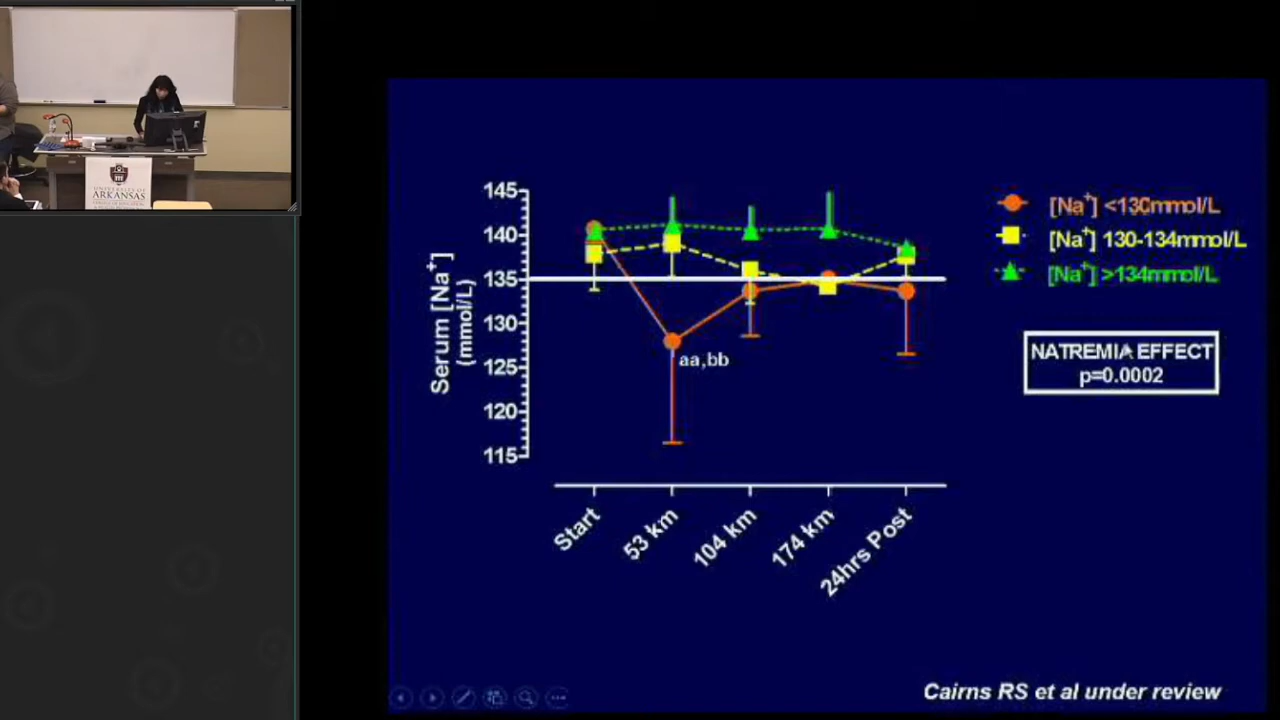 UNIVERSITY OF
ARKANSAS
145
140
135
130
125
120
115
Serum [Na+]
(mmol/L)
aa,bb
Start
53 km
104 km
174 km
24hrs Post
[Na+] <130mmol/L
[Na+] 130-134mmol/L
[Na+] >134mmol/L
NATREMIA EFFECT
p=0.0002
Cairns RS et al under review